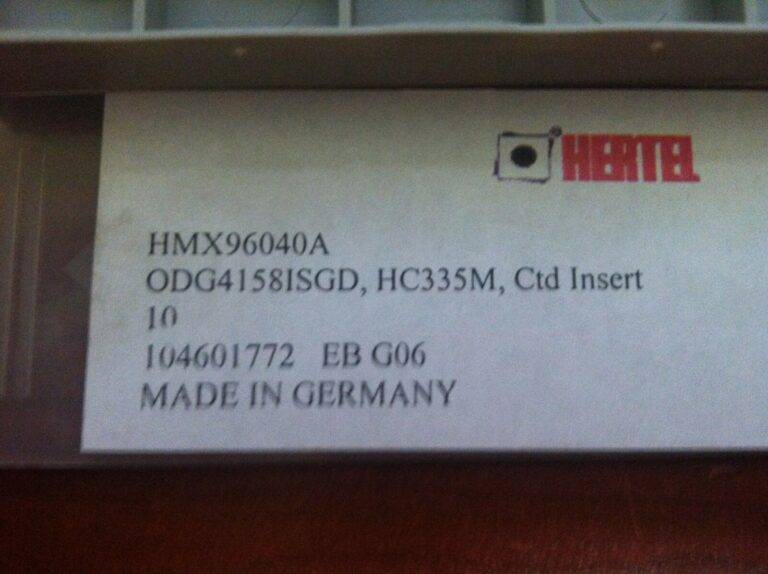 HERTEL
HMX96040A
ODG4158ISGD, HC335M, Ctd Insert
10
104601772 EB G06
MADE IN GERMANY